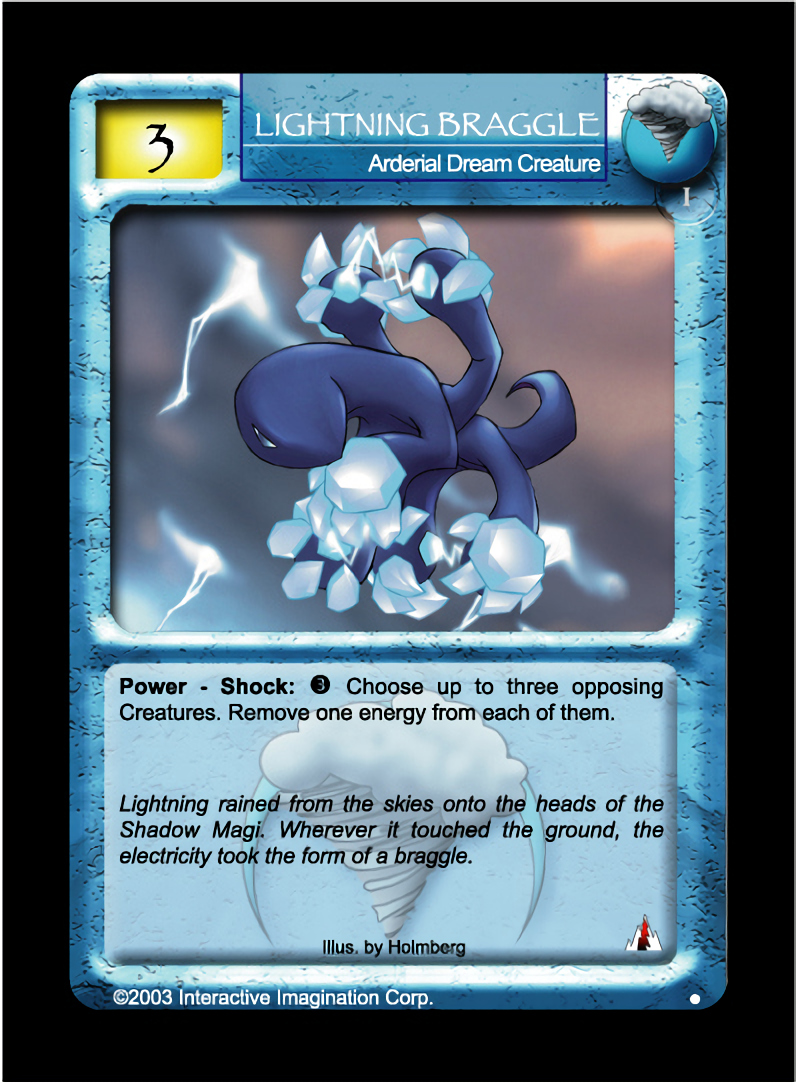 3
LIGHTNING BRAGGLE
Arderial Dream Creature
I
Power - Shock: ❸ Choose up to three opposing
Creatures. Remove one energy from each of them.
Lightning rained from the skies onto the heads of the
Shadow Magi. Wherever it touched the ground, the
electricity took the form of a braggle.
Illus. by Holmberg
©2003 Interactive Imagination Corp.